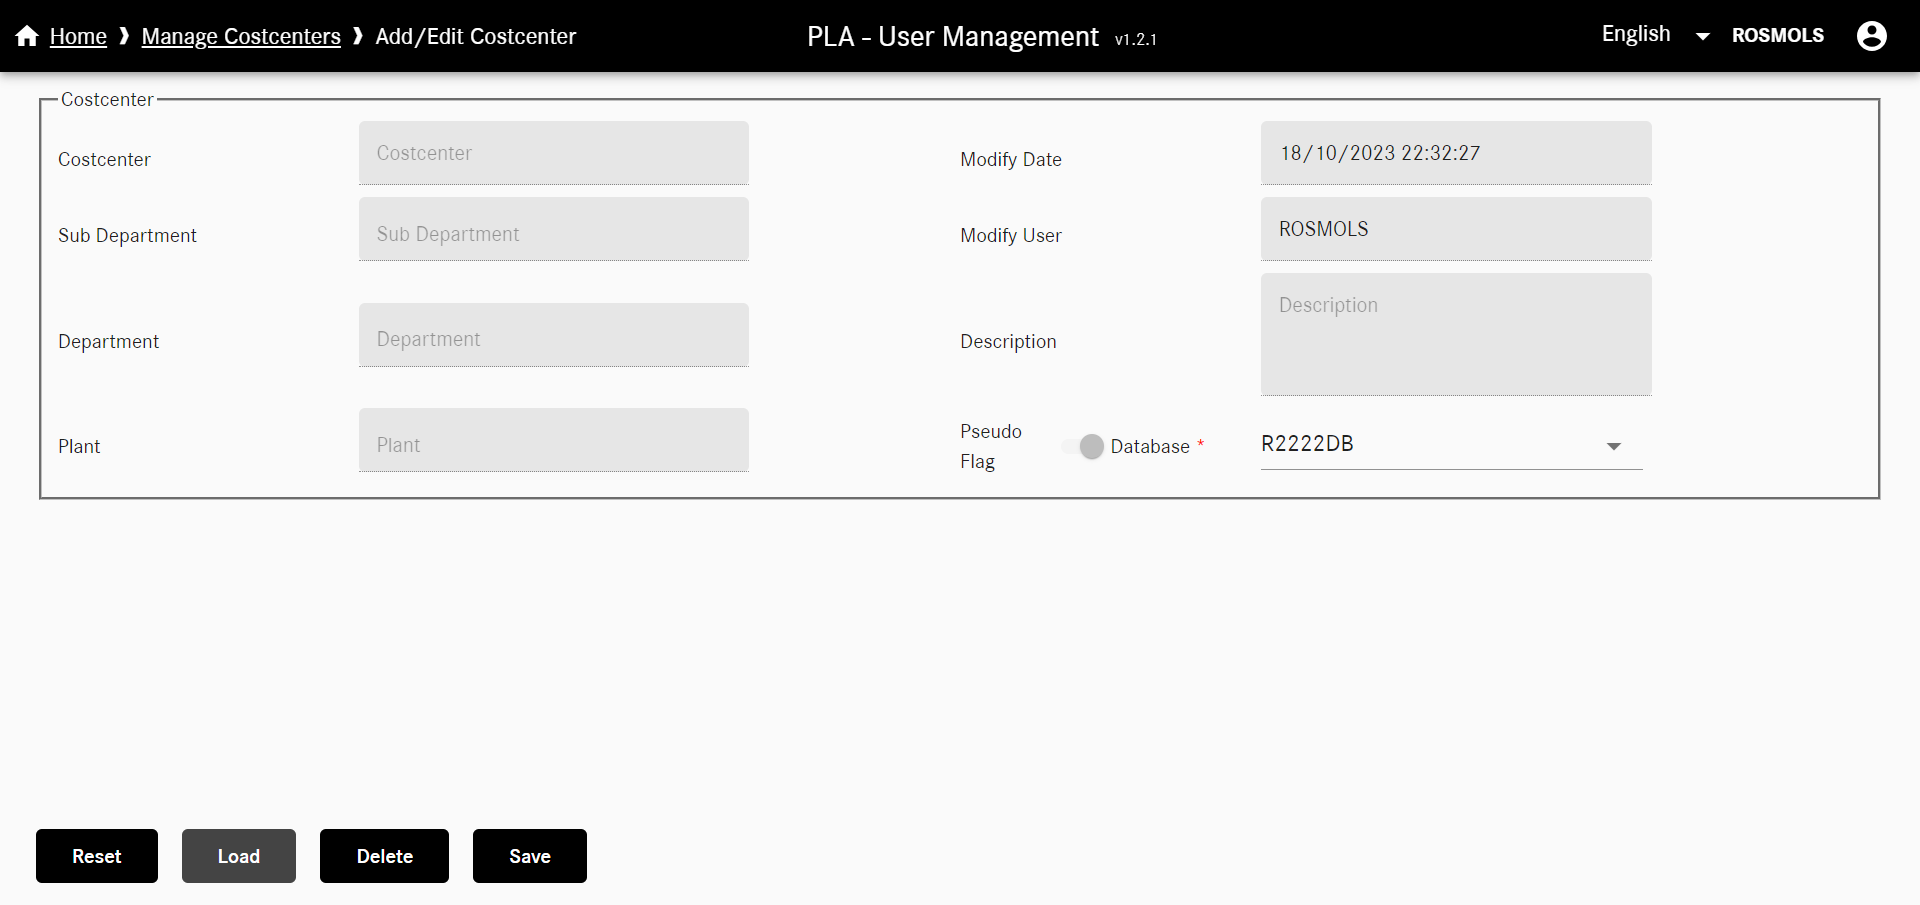 Home ❱ Manage Costcenters ❱ Add/Edit Costcenter
PLA - User Management v1.2.1
English
ROSMOLS
Costcenter
Costcenter
Costcenter
Modify Date
18/10/2023 22:32:27
Sub Department
Sub Department
Modify User
ROSMOLS
Department
Department
Description
Description
Plant
Plant
Pseudo
Flag
Database *
R2222DB
Reset
Load
Delete
Save